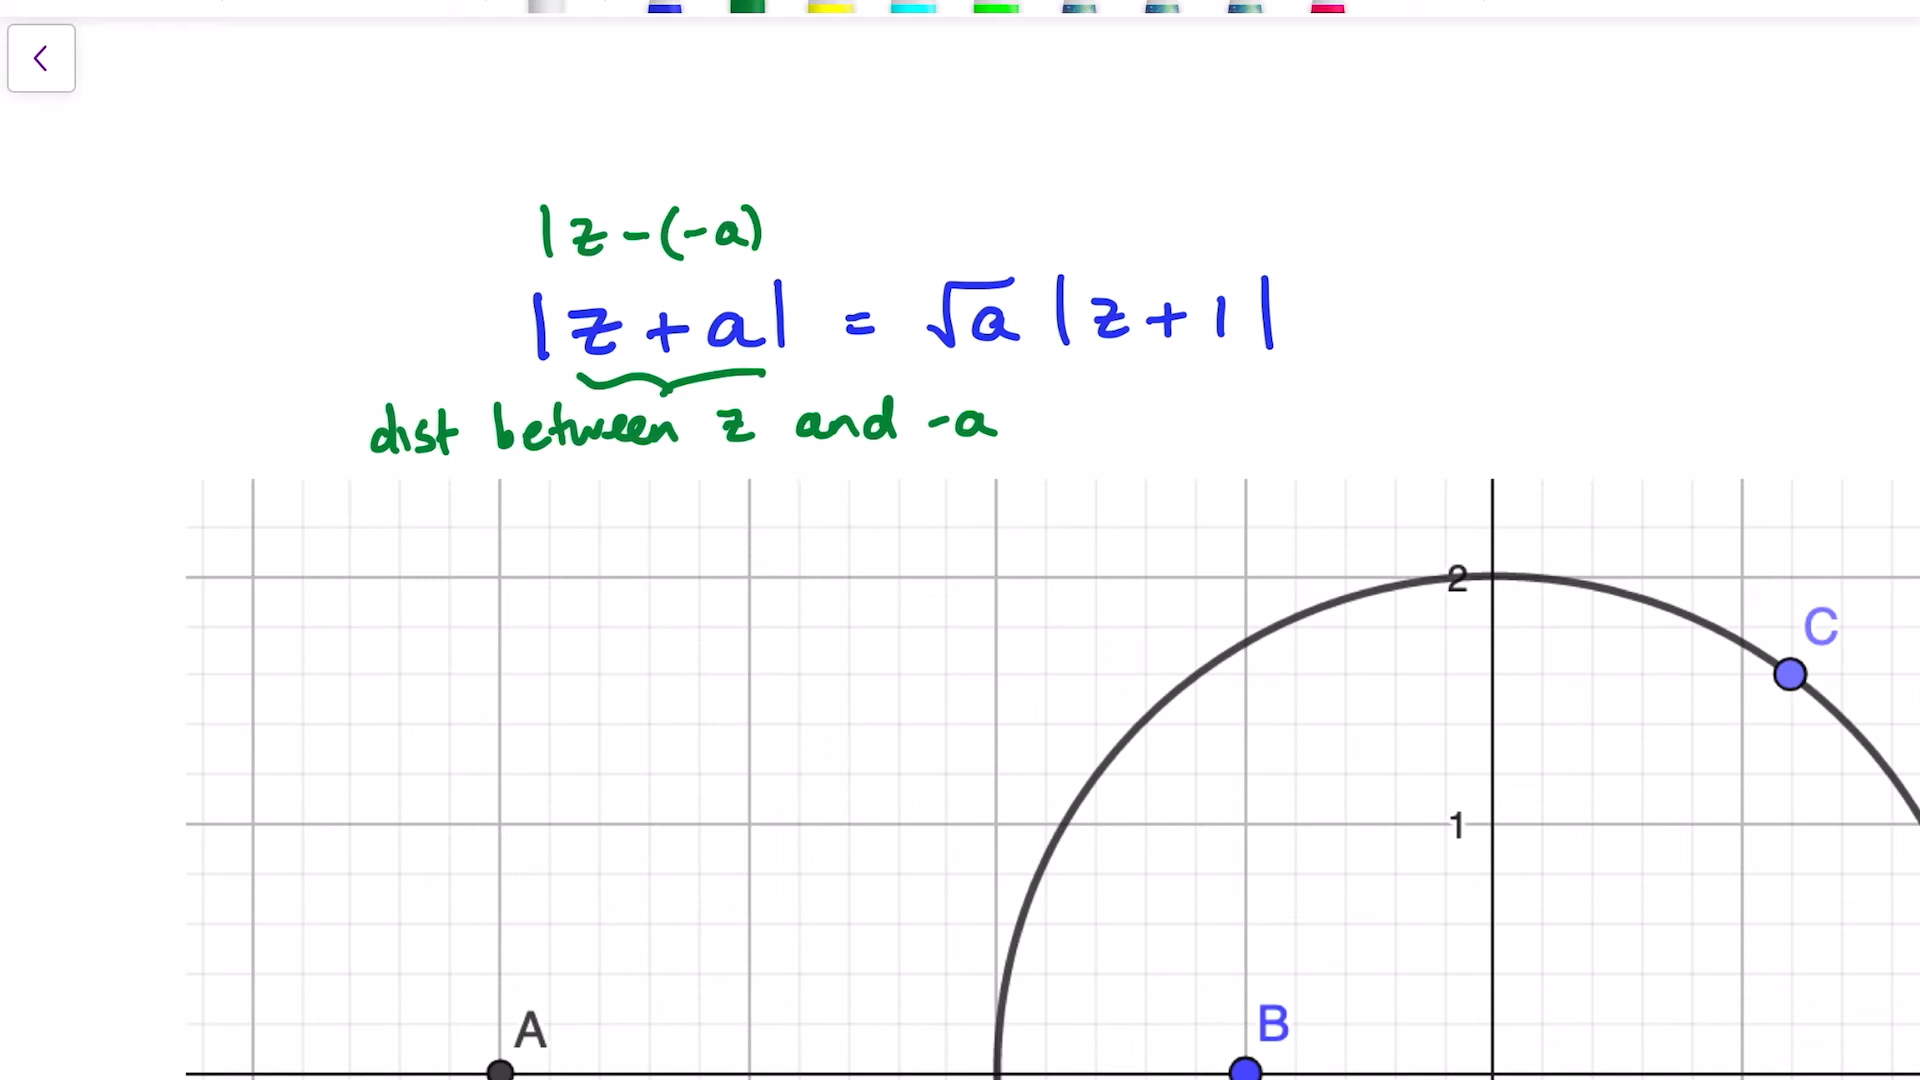 |z-(-a)
|z+a| = √a |z+1|
dist between z and -a
2
C
1
A
B